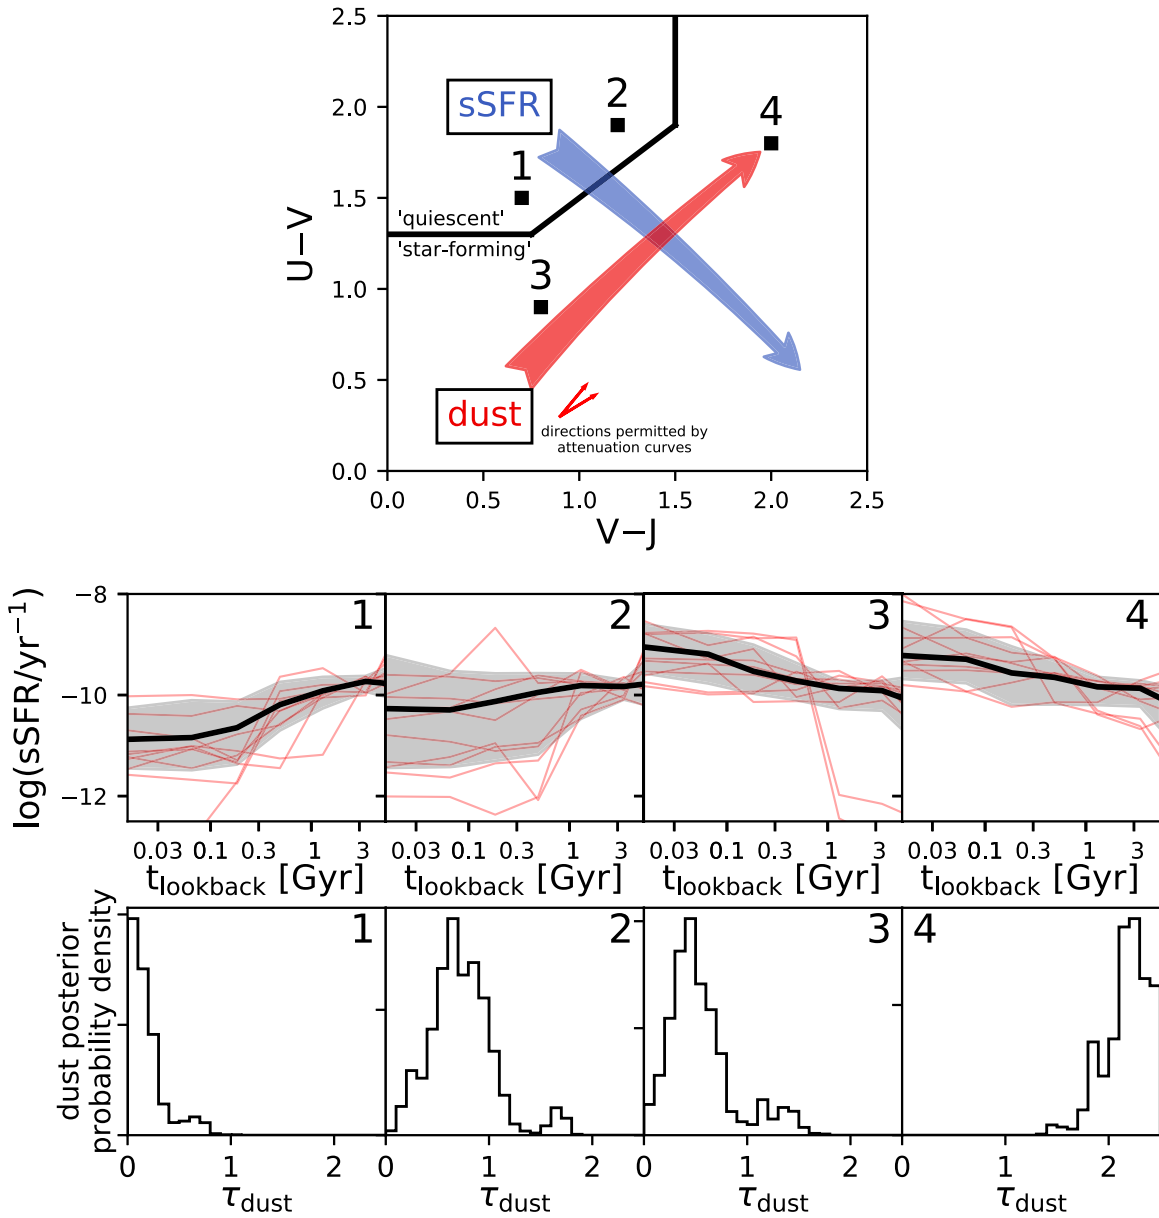 2.5
2.0
1.5
1.0
0.5
0.0
U−V
sSFR
2
4
1
'quiescent'
'star-forming'
3
dust
directions permitted by
attenuation curves
0.0 0.5 1.0 1.5 2.0 2.5
V−J
log(sSFR/yr⁻¹)
−8
−10
−12
1 2 3 4
0.03 0.1 0.3 1 3 0.03 0.1 0.3 1 3 0.03 0.1 0.3 1 3 0.03 0.1 0.3 1 3
t_lookback [Gyr] t_lookback [Gyr] t_lookback [Gyr] t_lookback [Gyr]
dust posterior
probability density
1 2 3 4
0 1 2 0 1 2 0 1 2 0 1 2
τ_dust τ_dust τ_dust τ_dust